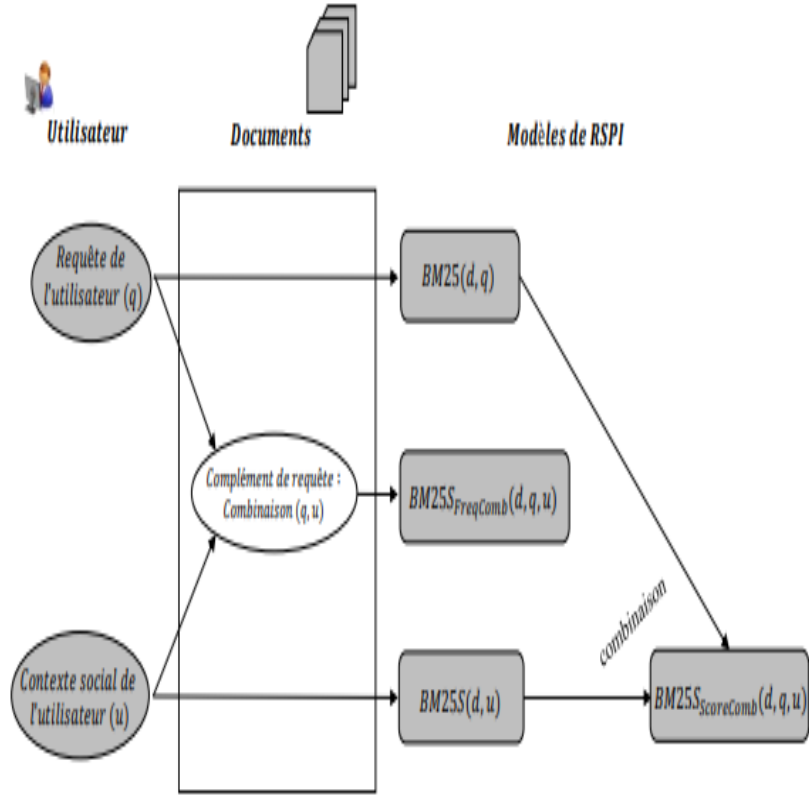 Utilisateur
Documents
Modèles de RSPI
Requête de
l'utilisateur (q)
BM25(d, q)
Complément de requête :
Combinaison (q, u)
BM25S_FreqComb(d, q, u)
combinaison
Contexte social de
l'utilisateur (u)
BM25S(d, u)
BM25S_ScoreComb(d, q, u)